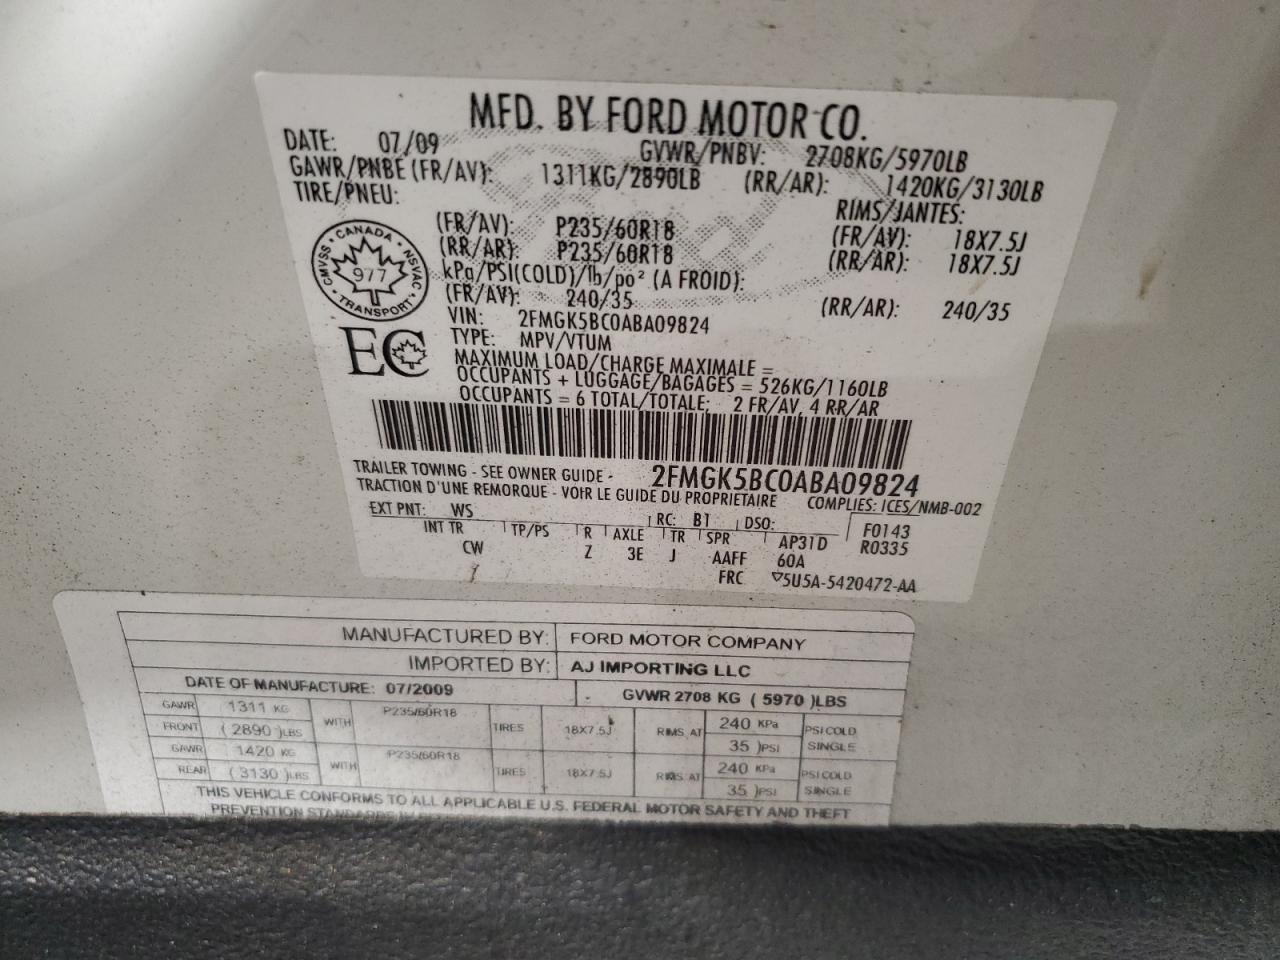 MFD. BY FORD MOTOR CO.
DATE: 07/09 GVWR/PNBV: 2708KG/5970LB
GAWR/PNBE (FR/AV): 1311KG/2890LB (RR/AR): 1420KG/3130LB
TIRE/PNEU: RIMS/JANTES:
(FR/AV): P235/60R18 (FR/AV): 18X7.5J
(RR/AR): P235/60R18 (RR/AR): 18X7.5J
kPa/PSI(COLD)/lb/po² (A FROID):
(FR/AV): 240/35 (RR/AR): 240/35
VIN: 2FMGK5BC0ABA09824
TYPE: MPV/VTUM
MAXIMUM LOAD/CHARGE MAXIMALE =
OCCUPANTS + LUGGAGE/BAGAGES = 526KG/1160LB
OCCUPANTS = 6 TOTAL/TOTALE: 2 FR/AV, 4 RR/AR
CMVSS · CANADA · NSVAC
977
TRANSPORT
EC
TRAILER TOWING - SEE OWNER GUIDE - 2FMGK5BC0ABA09824
TRACTION D'UNE REMORQUE - VOIR LE GUIDE DU PROPRIETAIRE COMPLIES: ICES/NMB-002
EXT PNT: WS RC: B1 DSO: F0143
INT TR TP/PS R AXLE TR SPR AP31D R0335
CW Z 3E J AAFF 60A
FRC ▽5U5A-5420472-AA
MANUFACTURED BY: FORD MOTOR COMPANY
IMPORTED BY: AJ IMPORTING LLC
DATE OF MANUFACTURE: 07/2009 GVWR 2708 KG ( 5970 )LBS
GAWR 1311 KG WITH P235/60R18 TIRES 18X7.5J RIMS, AT 240 KPa PSI COLD
FRONT ( 2890 )LBS 35 )PSI SINGLE
GAWR 1420 KG WITH P235/60R18 TIRES 18X7.5J RIMS AT 240 KPa PSI COLD
REAR ( 3130 )LBS 35 )PSI SINGLE
THIS VEHICLE CONFORMS TO ALL APPLICABLE U.S. FEDERAL MOTOR SAFETY AND THEFT
PREVENTION STANDARDS